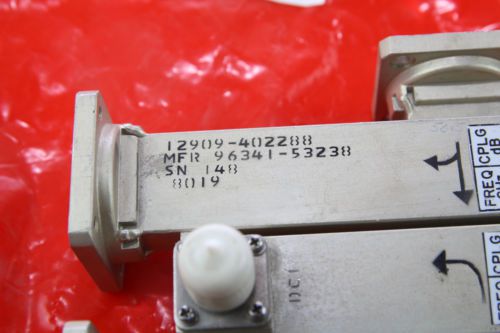 12909-402288
MFR 96341-53238
SN 148
8019
FREQ CPLG
dB
DC1
FREQ CPLG